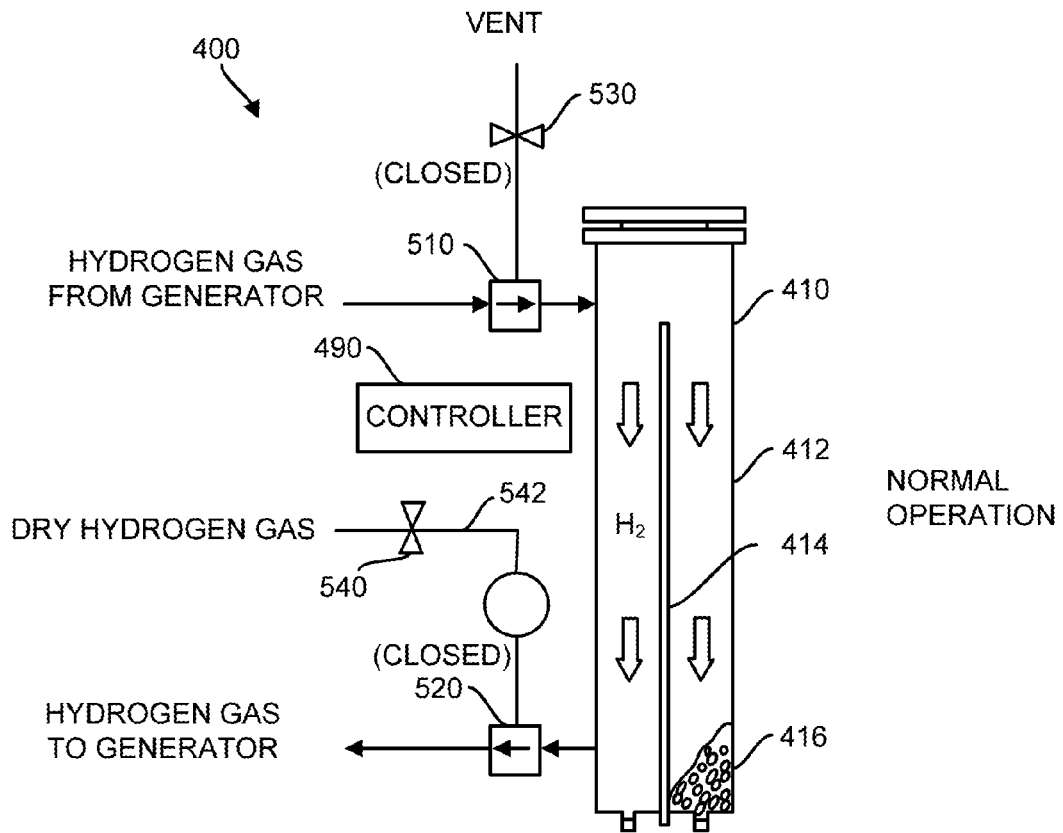 VENT
400
530
(CLOSED)
510
HYDROGEN GAS
FROM GENERATOR
410
490
CONTROLLER
412
NORMAL
OPERATION
542
DRY HYDROGEN GAS
H2
414
540
(CLOSED)
520
HYDROGEN GAS
TO GENERATOR
416